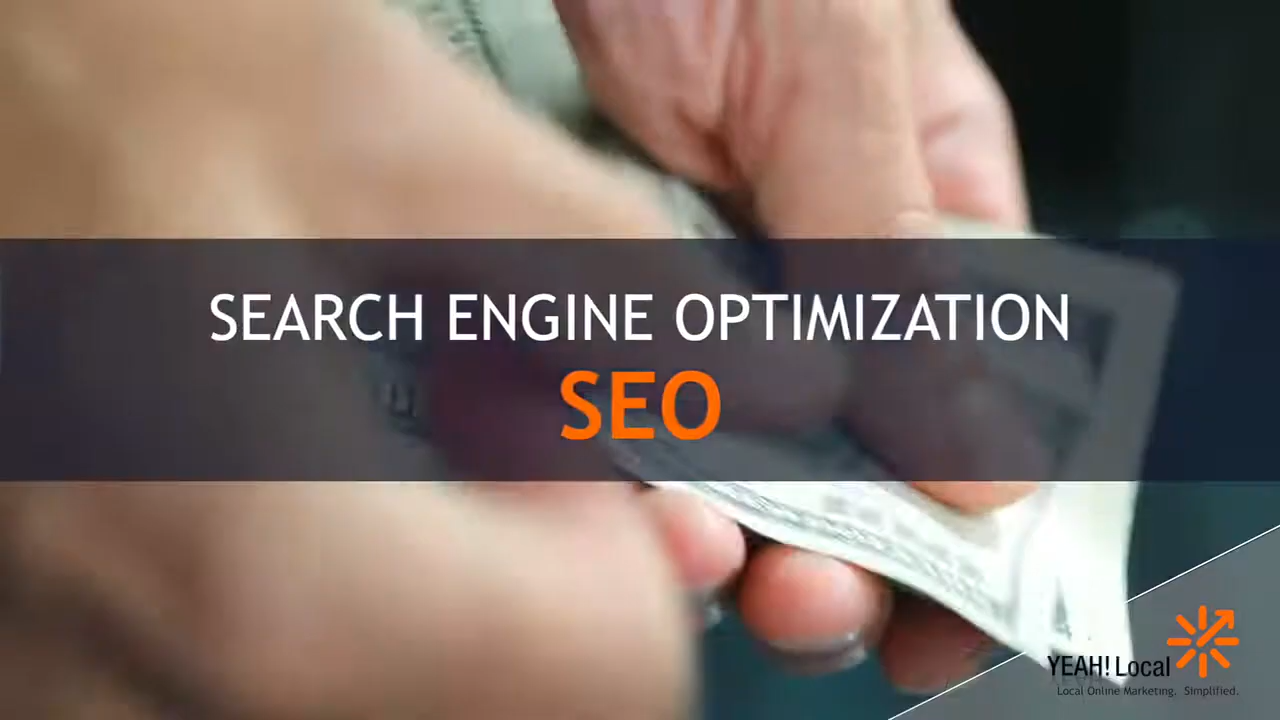 SEARCH ENGINE OPTIMIZATION
SEO
YEAH! Local
Local Online Marketing. Simplified.